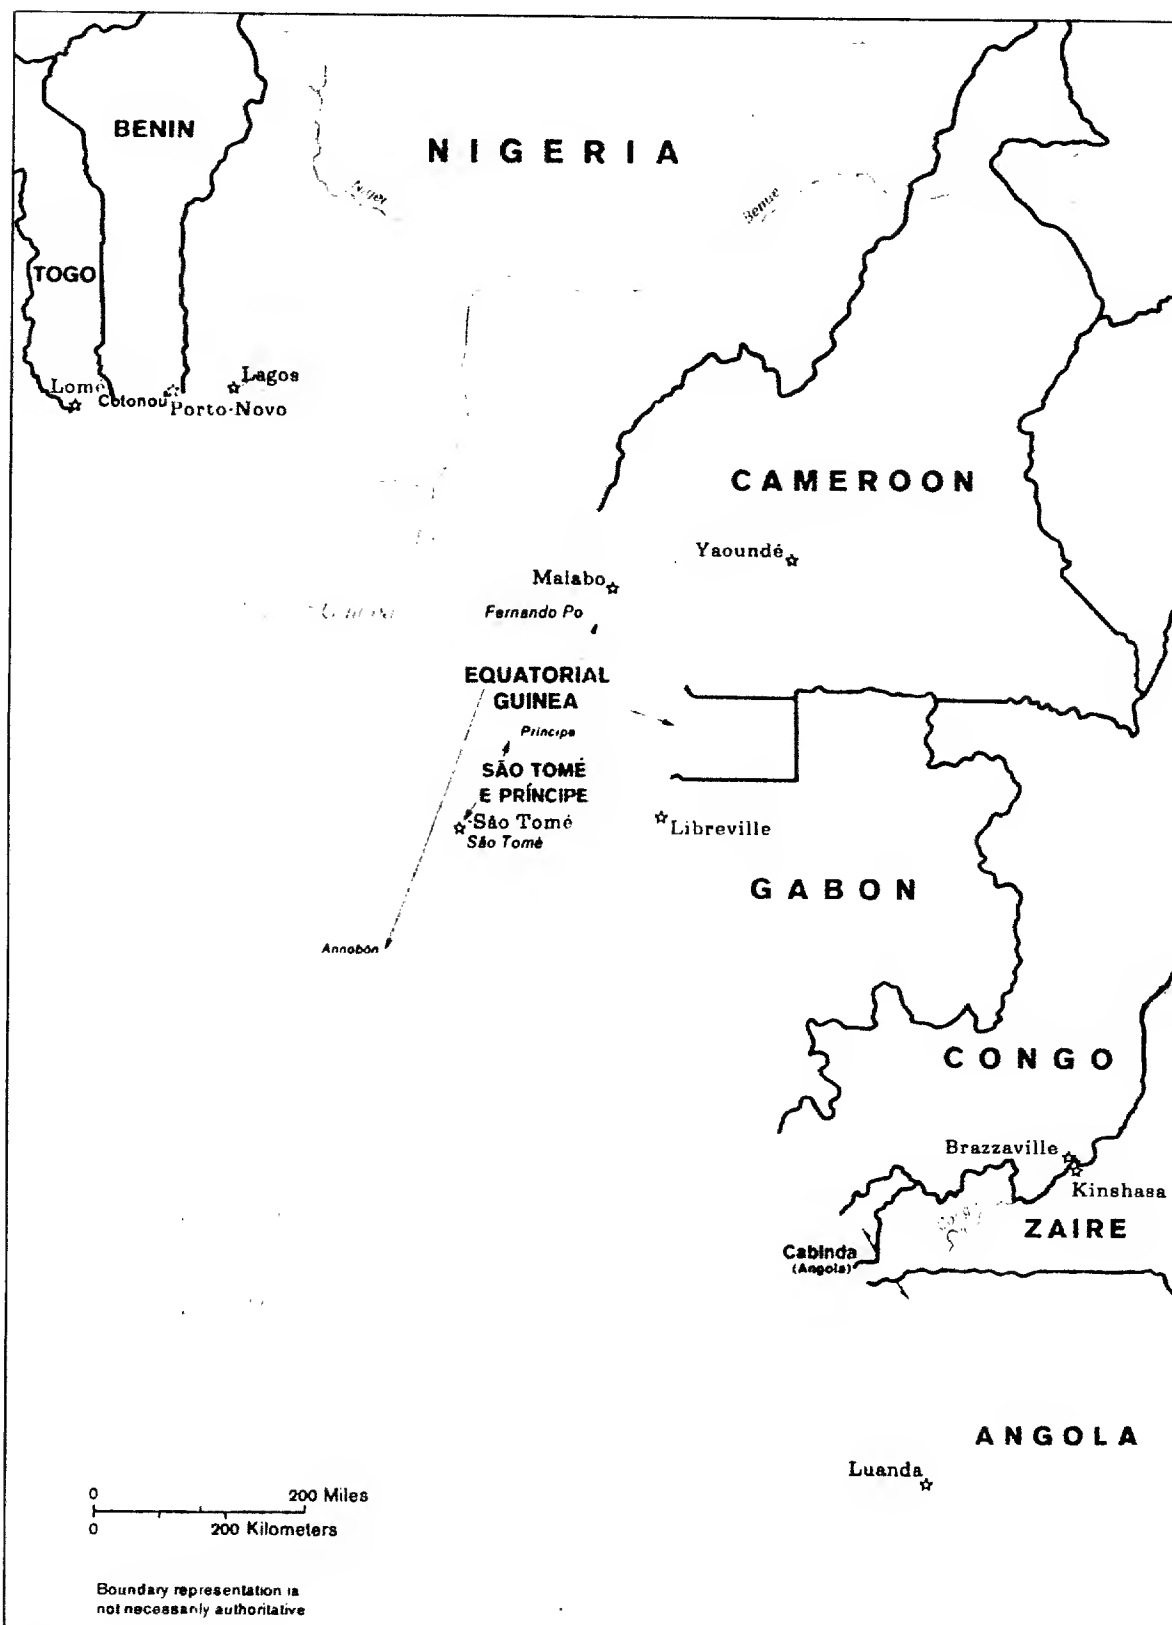 BENIN
NIGERIA
Niger
Benue
TOGO
Lomé
Cotonou
Porto-Novo
Lagos
CAMEROON
Yaoundé
Malabo
Fernando Po
EQUATORIAL
GUINEA
Príncipe
SÃO TOMÉ
E PRÍNCIPE
São Tomé
São Tomé
Libreville
GABON
Annobón
CONGO
Brazzaville
Kinshasa
ZAIRE
Cabinda
(Angola)
ANGOLA
Luanda
0 200 Miles
0 200 Kilometers
Boundary representation is
not necessarily authoritative